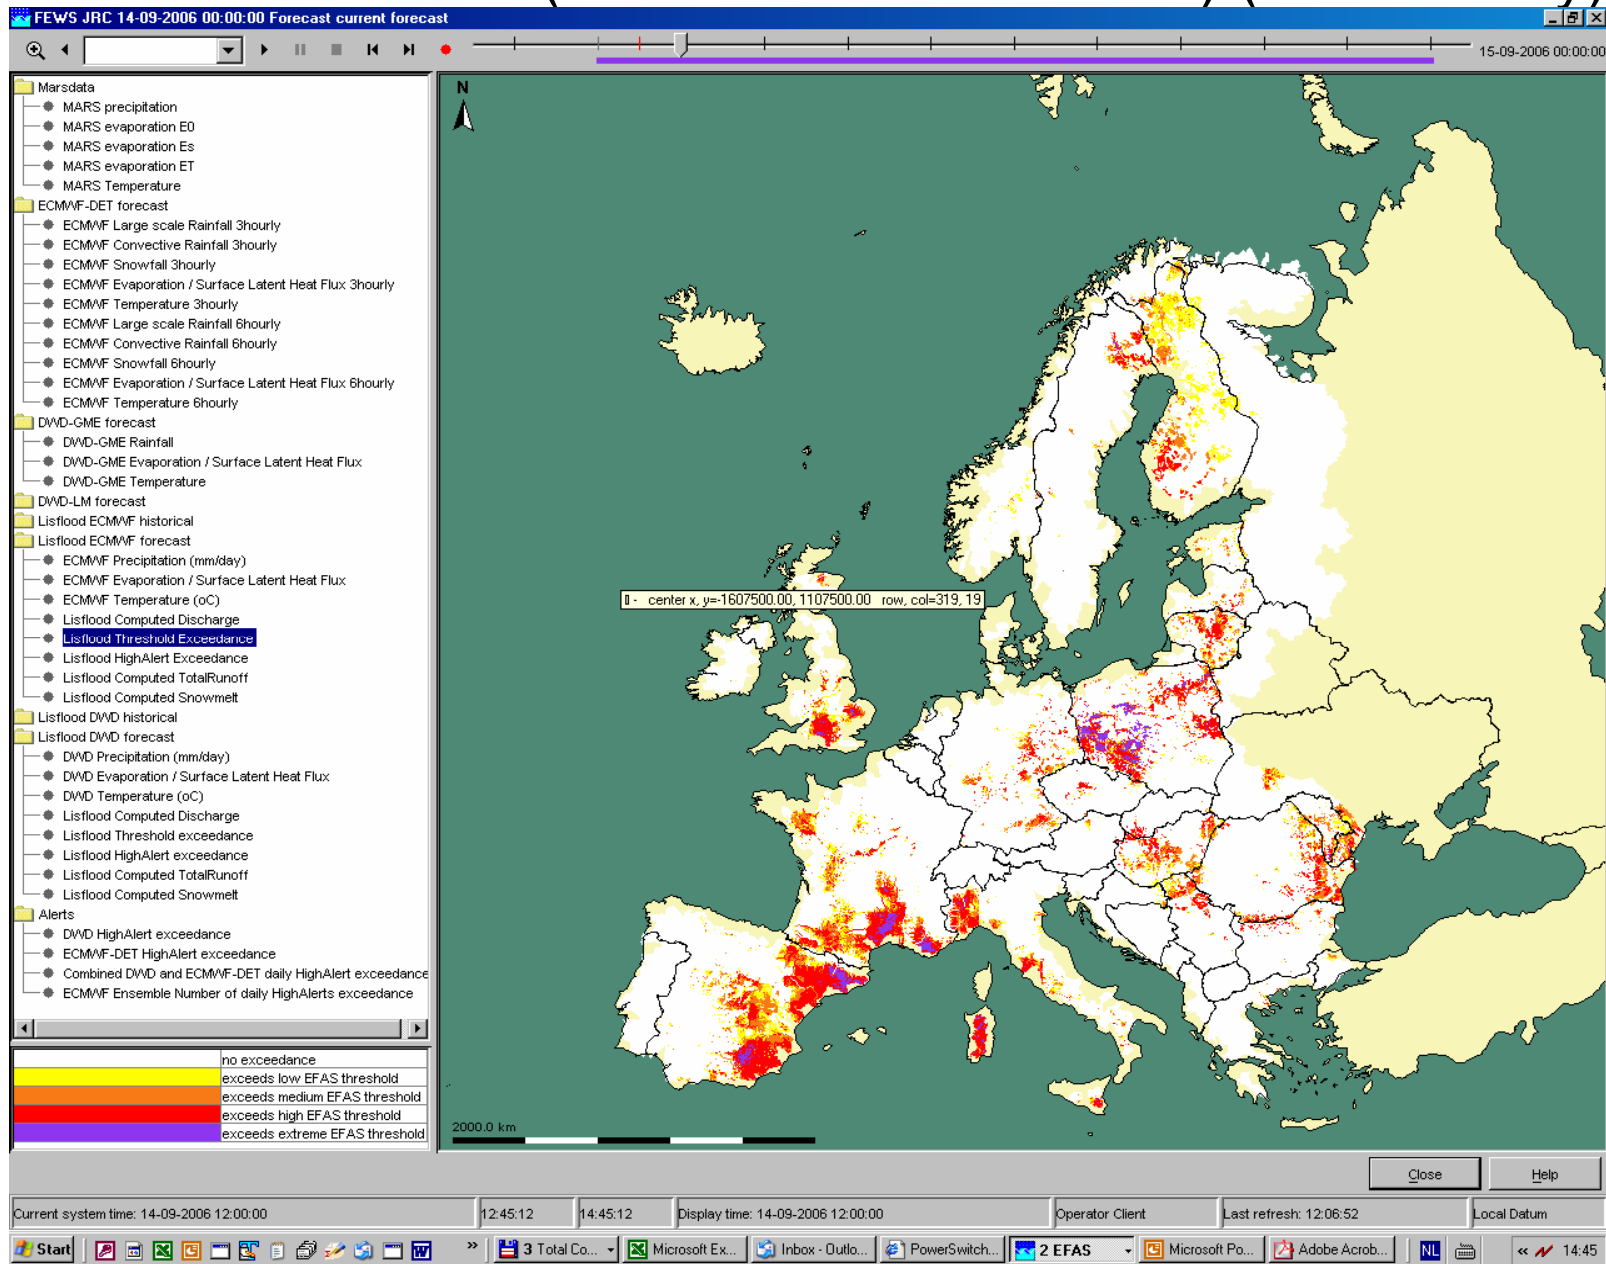 FEWS JRC 14-09-2006 00:00:00 Forecast current forecast
15-09-2006 00:00:00
Marsdata
MARS precipitation
MARS evaporation E0
MARS evaporation Es
MARS evaporation ET
MARS Temperature
ECMWF-DET forecast
ECMWF Large scale Rainfall 3hourly
ECMWF Convective Rainfall 3hourly
ECMWF Snowfall 3hourly
ECMWF Evaporation / Surface Latent Heat Flux 3hourly
ECMWF Temperature 3hourly
ECMWF Large scale Rainfall 6hourly
ECMWF Convective Rainfall 6hourly
ECMWF Snowfall 6hourly
ECMWF Evaporation / Surface Latent Heat Flux 6hourly
ECMWF Temperature 6hourly
DWD-GME forecast
DWD-GME Rainfall
DWD-GME Evaporation / Surface Latent Heat Flux
DWD-GME Temperature
DWD-LM forecast
Lisflood ECMWF historical
Lisflood ECMWF forecast
ECMWF Precipitation (mm/day)
ECMWF Evaporation / Surface Latent Heat Flux
ECMWF Temperature (oC)
Lisflood Computed Discharge
Lisflood Threshold Exceedance
Lisflood HighAlert Exceedance
Lisflood Computed TotalRunoff
Lisflood Computed Snowmelt
Lisflood DWD historical
Lisflood DWD forecast
DWD Precipitation (mm/day)
DWD Evaporation / Surface Latent Heat Flux
DWD Temperature (oC)
Lisflood Computed Discharge
Lisflood Threshold exceedance
Lisflood HighAlert exceedance
Lisflood Computed TotalRunoff
Lisflood Computed Snowmelt
Alerts
DWD HighAlert exceedance
ECMWF-DET HighAlert exceedance
Combined DWD and ECMWF-DET daily HighAlert exceedance
ECMWF Ensemble Number of daily HighAlerts exceedance
no exceedance
exceeds low EFAS threshold
exceeds medium EFAS threshold
exceeds high EFAS threshold
exceeds extreme EFAS threshold
N
0 - center x, y=-1607500.00, 1107500.00 row, col=319, 19
2000.0 km
Close Help
Current system time: 14-09-2006 12:00:00 12:45:12 14:45:12 Display time: 14-09-2006 12:00:00 Operator Client Last refresh: 12:06:52 Local Datum
Start » 3 Total Co... Microsoft Ex... Inbox - Outlo... PowerSwitch... 2 EFAS Microsoft Po... Adobe Acrob... NL « 14:45